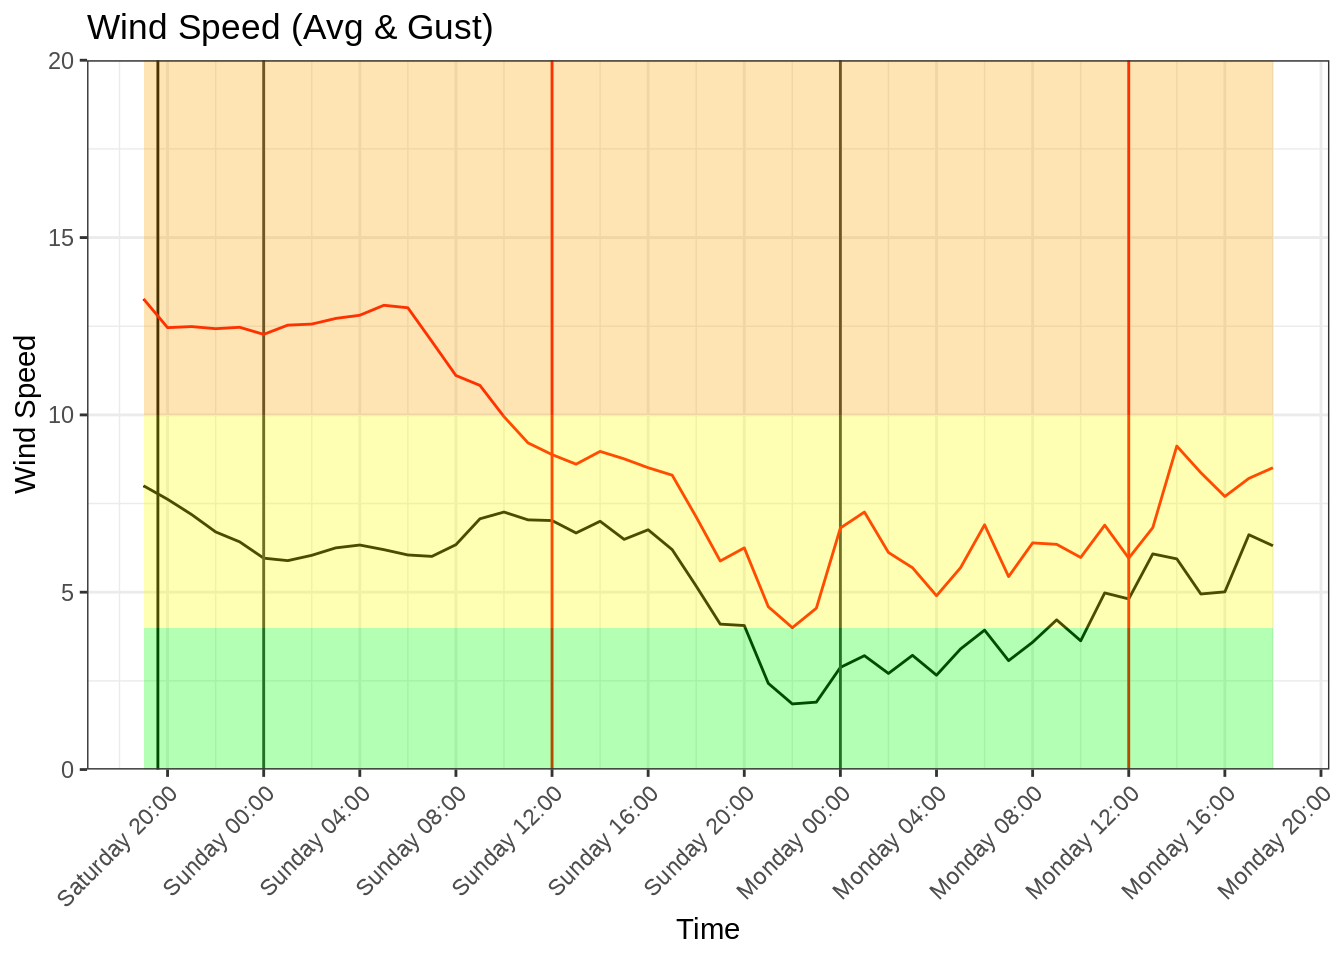 Wind Speed (Avg & Gust)
Wind Speed
20
15
10
5
0
Saturday 20:00
Sunday 00:00
Sunday 04:00
Sunday 08:00
Sunday 12:00
Sunday 16:00
Sunday 20:00
Monday 00:00
Monday 04:00
Monday 08:00
Monday 12:00
Monday 16:00
Monday 20:00
Time